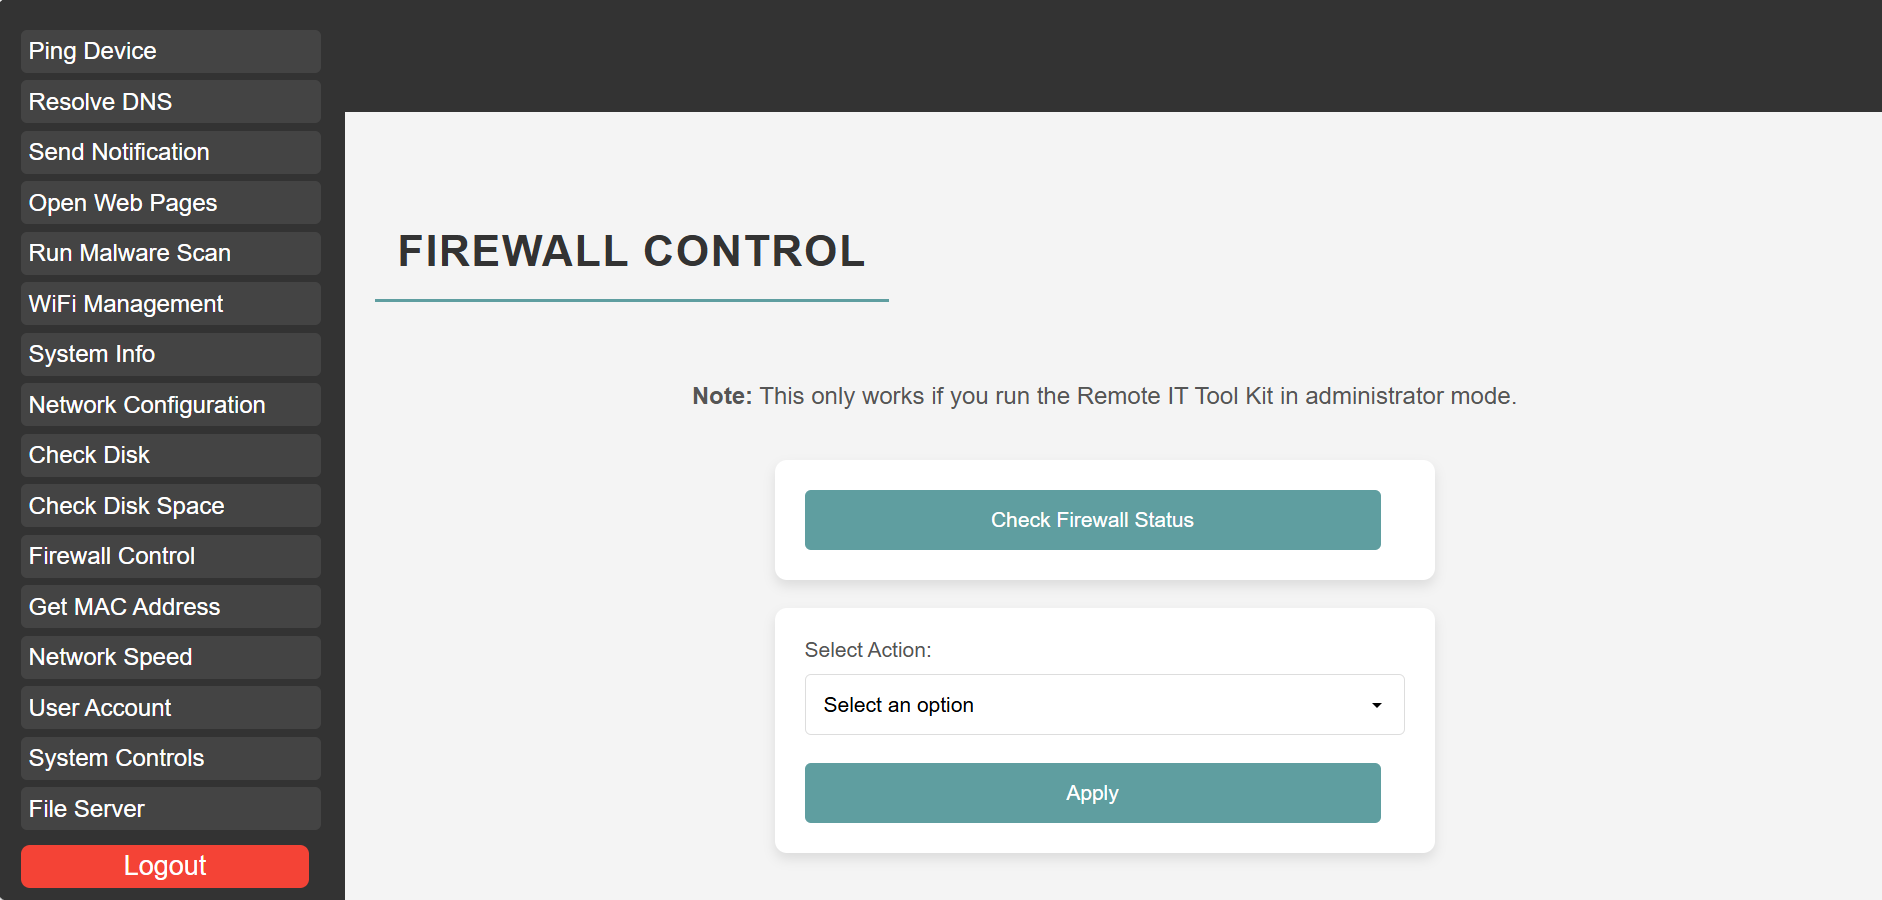 Ping Device
Resolve DNS
Send Notification
Open Web Pages
Run Malware Scan
WiFi Management
System Info
Network Configuration
Check Disk
Check Disk Space
Firewall Control
Get MAC Address
Network Speed
User Account
System Controls
File Server
Logout
FIREWALL CONTROL
Note: This only works if you run the Remote IT Tool Kit in administrator mode.
Check Firewall Status
Select Action:
Select an option
Apply